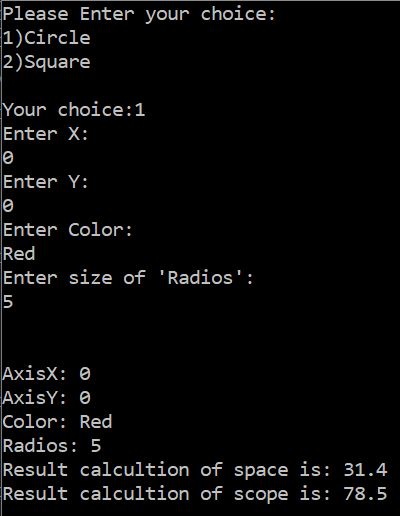 Please Enter your choice:
1)Circle
2)Square
Your choice:1
Enter X:
0
Enter Y:
0
Enter Color:
Red
Enter size of 'Radios':
5
AxisX: 0
AxisY: 0
Color: Red
Radios: 5
Result calcultion of space is: 31.4
Result calcultion of scope is: 78.5